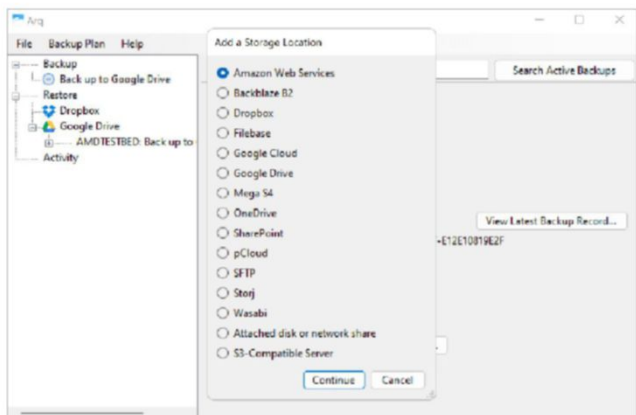 Arq
File Backup Plan Help
Backup
Back up to Google Drive
Restore
Dropbox
Google Drive
AMDTESTBED: Back up to
Activity
Add a Storage Location
Amazon Web Services
Backblaze B2
Dropbox
Filebase
Google Cloud
Google Drive
Mega S4
OneDrive
SharePoint
pCloud
SFTP
Storj
Wasabi
Attached disk or network share
S3-Compatible Server
Continue Cancel
Search Active Backups
View Latest Backup Record...
-E12E10819E2F